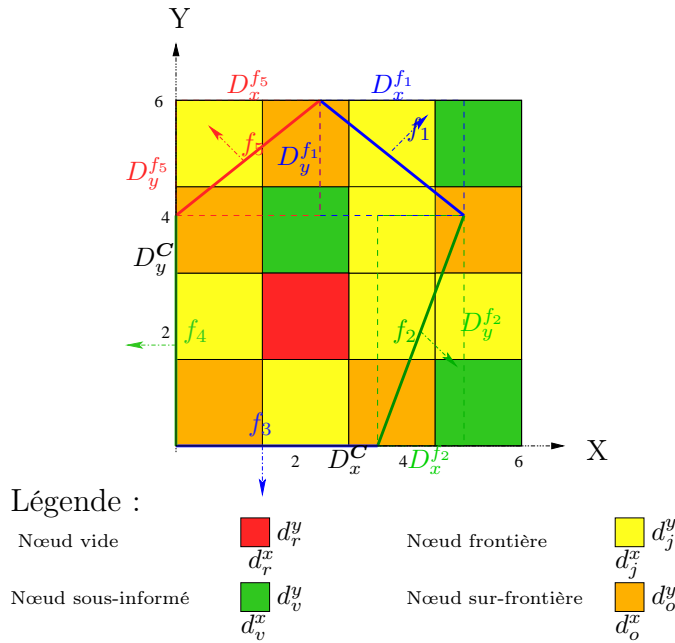 Y
D_x^{f_5} D_x^{f_1}
6
f_5 f_1
D_y^{f_1}
D_y^{f_5}
4
D_y^C
2 f_4 f_2 D_y^{f_2}
f_3
2 D_x^C 4 D_x^{f_2} 6 X
Légende :
Nœud vide d_r^y d_r^x
Nœud frontière d_j^y d_j^x
Nœud sous-informé d_v^y d_v^x
Nœud sur-frontière d_o^y d_o^x